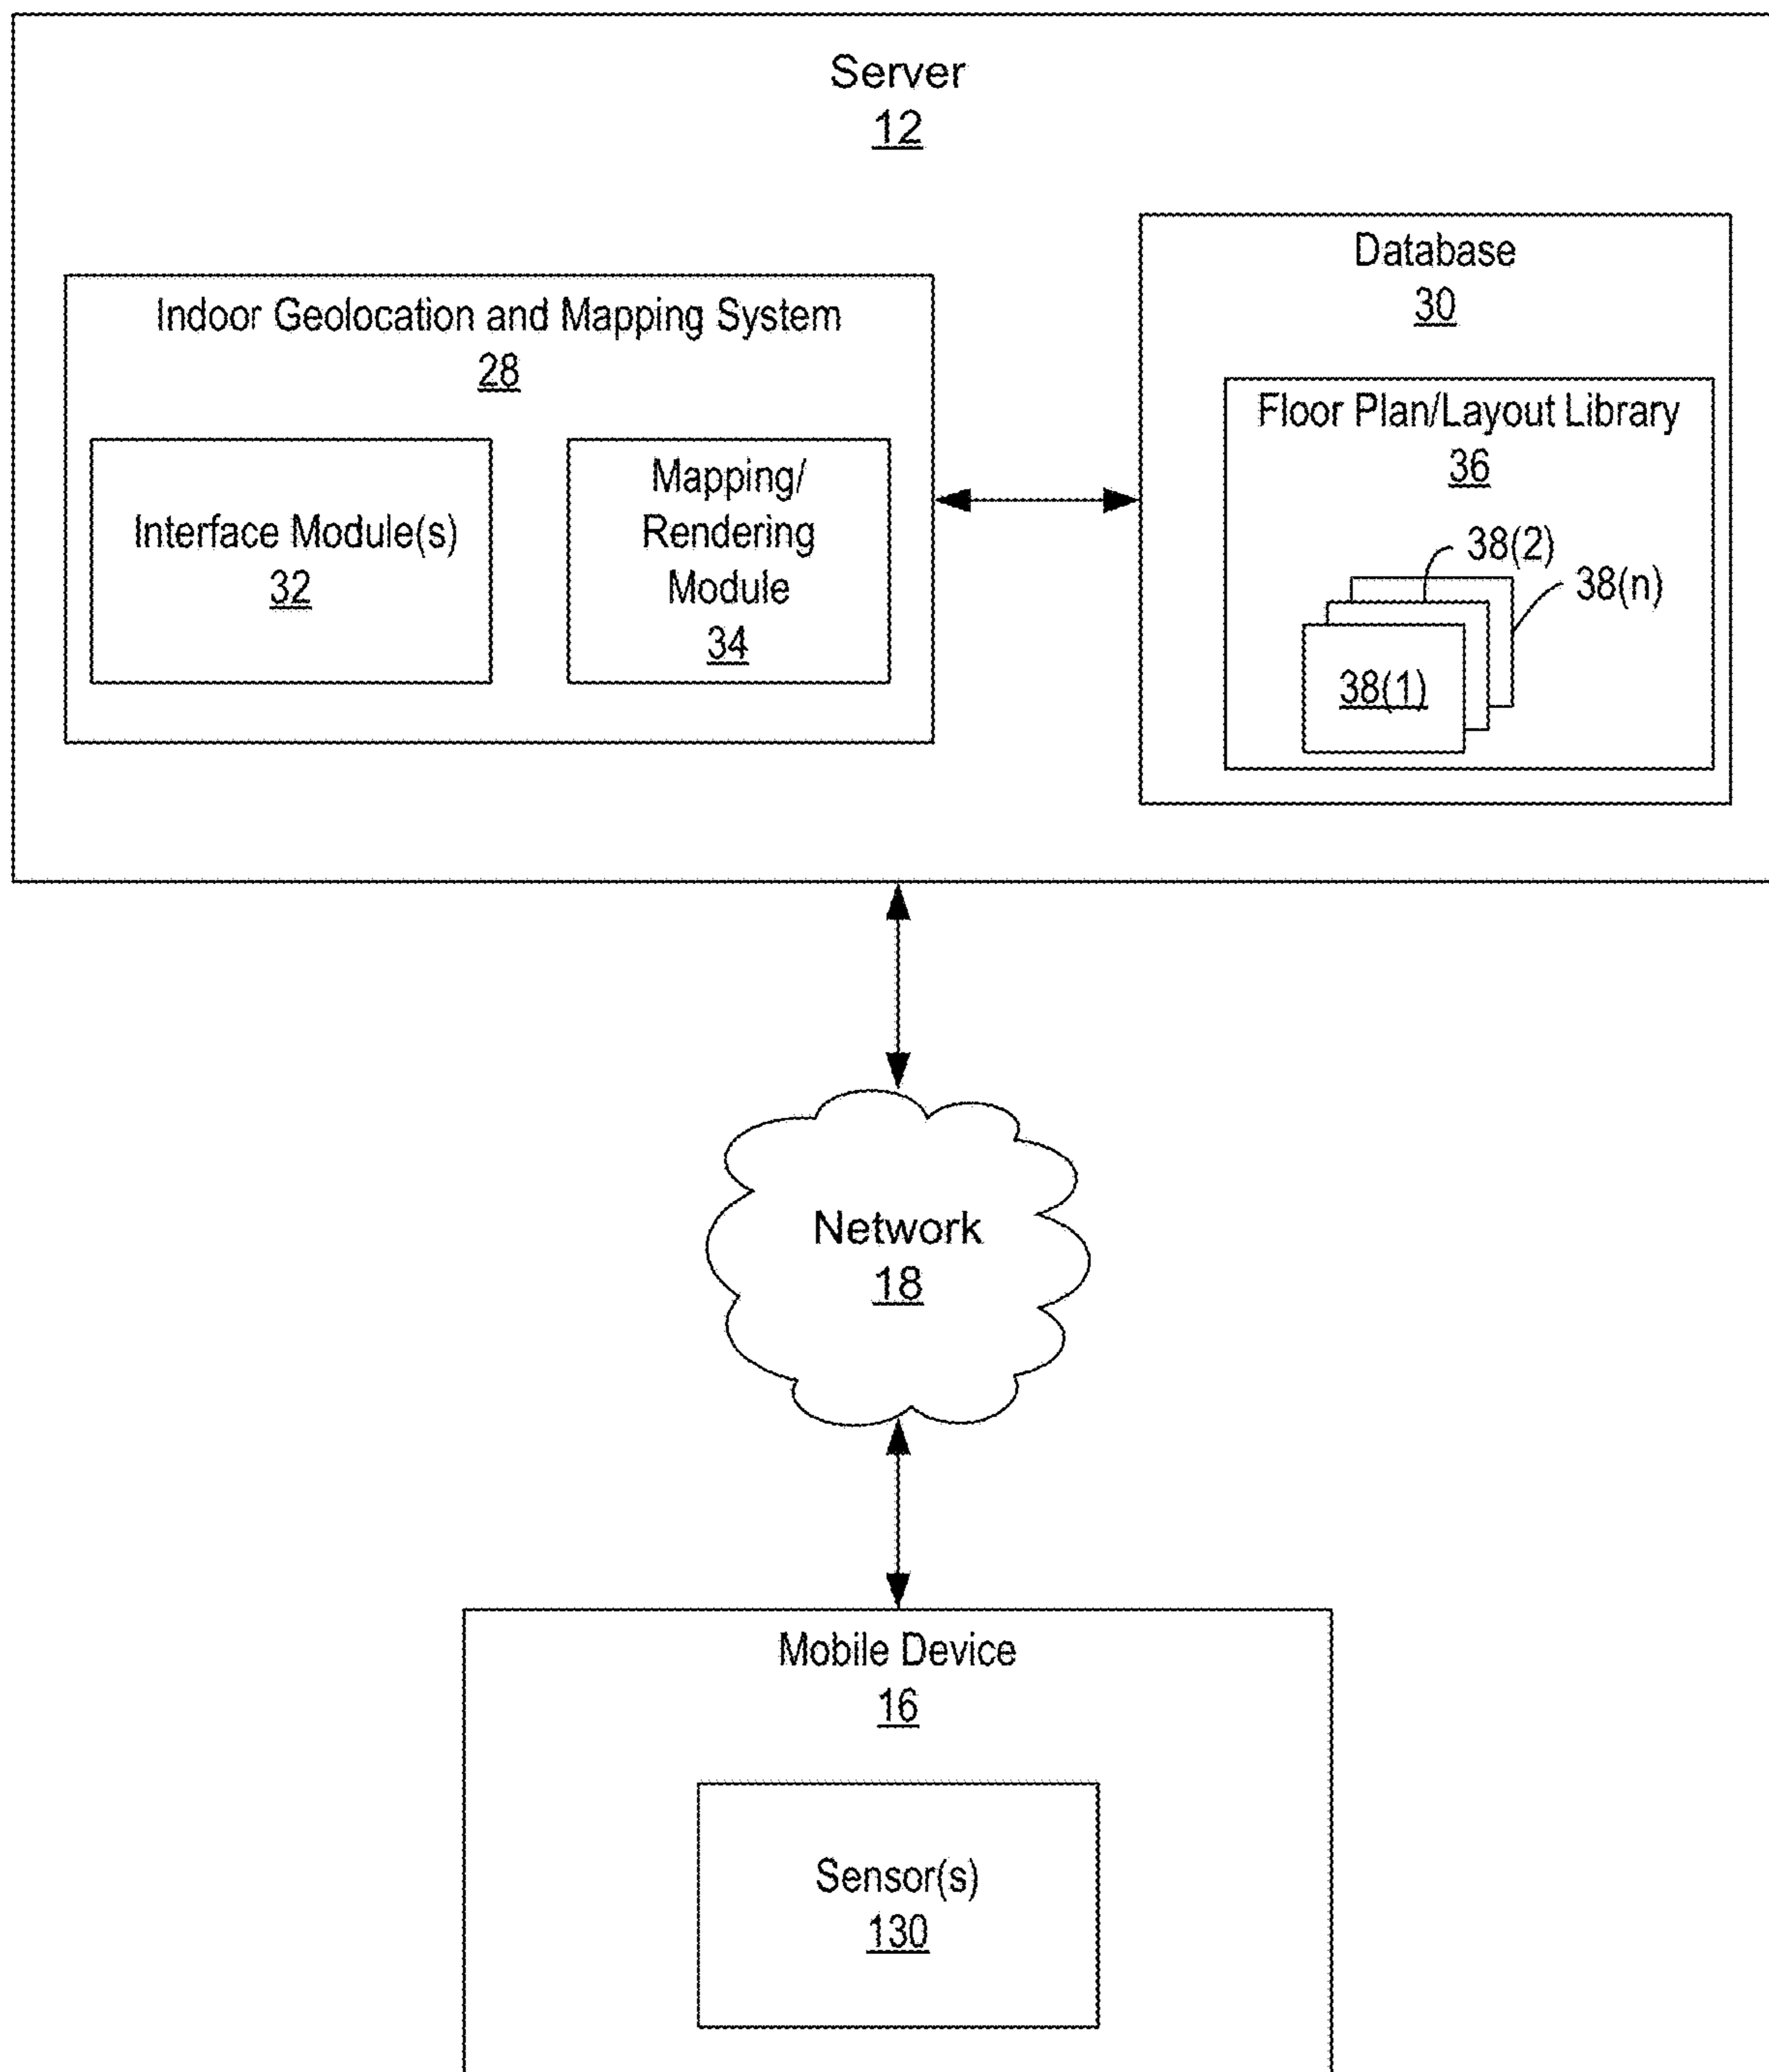 Server
12
Indoor Geolocation and Mapping System
28
Interface Module(s)
32
Mapping/
Rendering
Module
34
Database
30
Floor Plan/Layout Library
36
38(2)
38(n)
38(1)
Network
18
Mobile Device
16
Sensor(s)
130